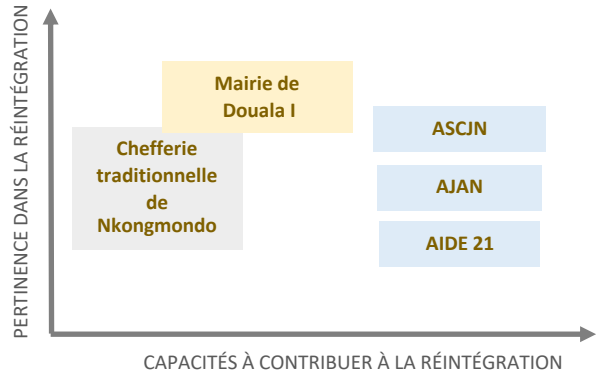 PERTINENCE DANS LA RÉINTÉGRATION
Mairie de
Douala I
Chefferie
traditionnelle
de
Nkongmondo
ASCJN
AJAN
AIDE 21
CAPACITÉS À CONTRIBUER À LA RÉINTÉGRATION